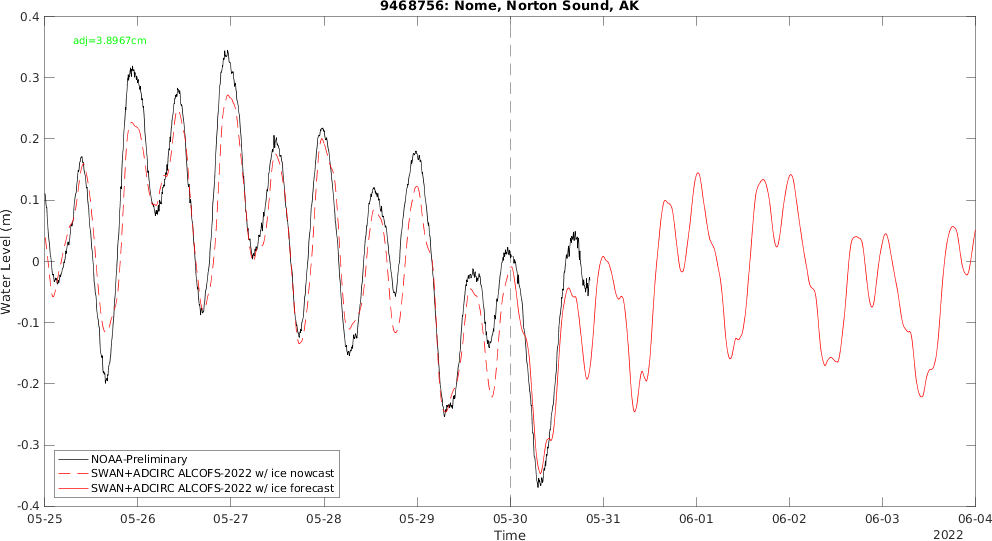 9468756: Nome, Norton Sound, AK
adj=3.8967cm
0.4
0.3
0.2
0.1
0
-0.1
-0.2
-0.3
-0.4
Water Level (m)
NOAA-Preliminary
SWAN+ADCIRC ALCOFS-2022 w/ ice nowcast
SWAN+ADCIRC ALCOFS-2022 w/ ice forecast
05-25 05-26 05-27 05-28 05-29 05-30 05-31 06-01 06-02 06-03 06-04
Time
2022